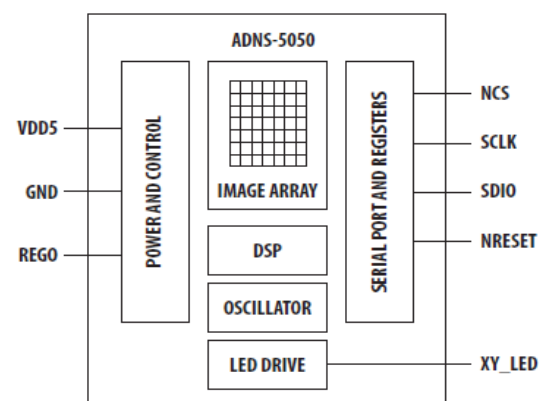 ADNS-5050
VDD5
GND
REGO
POWER AND CONTROL
IMAGE ARRAY
DSP
OSCILLATOR
LED DRIVE
SERIAL PORT AND REGISTERS
NCS
SCLK
SDIO
NRESET
XY_LED